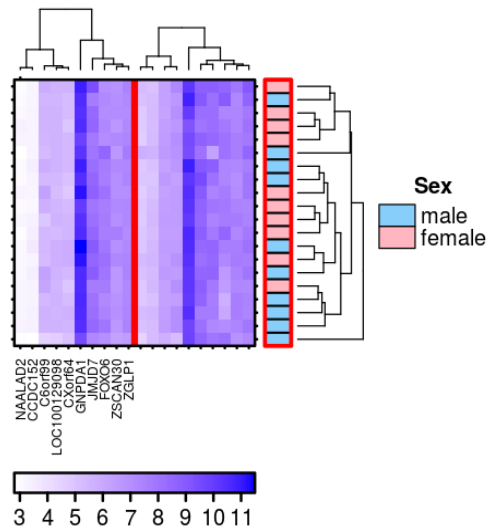 Sex
male
female
NAALAD2
CCDC152
C6orf99
LOC100129098
CXorf64
GNPDA1
JMJD7
FOXO6
ZSCAN30
ZGLP1
3 4 5 6 7 8 9 10 11